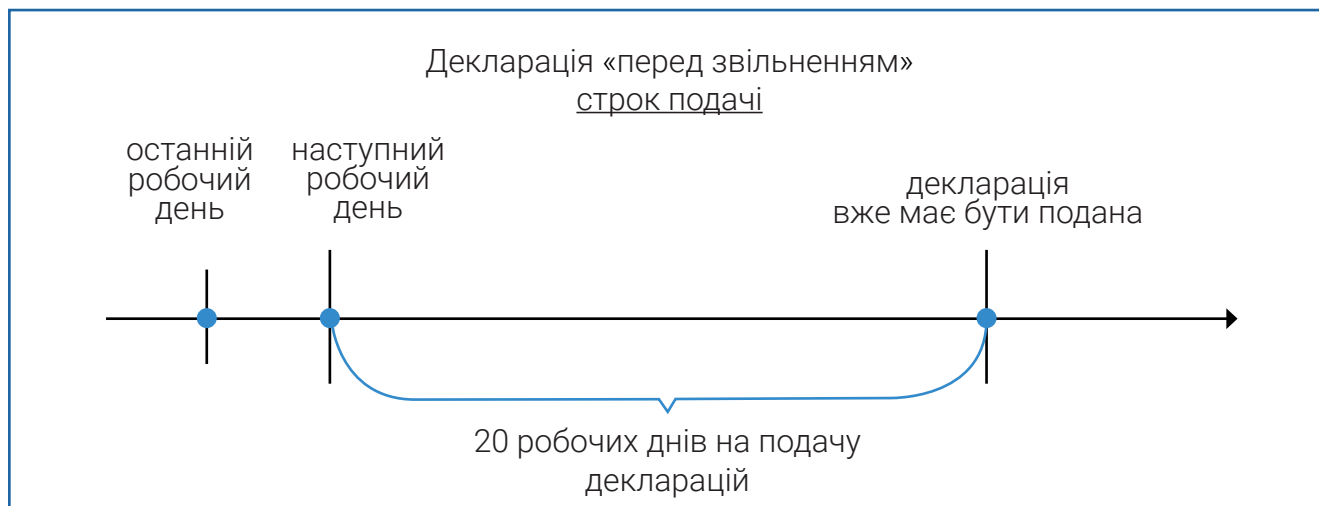 Декларація «перед звільненням»
строк подачі
останній
робочий
день
наступний
робочий
день
декларація
вже має бути подана
20 робочих днів на подачу
декларацій